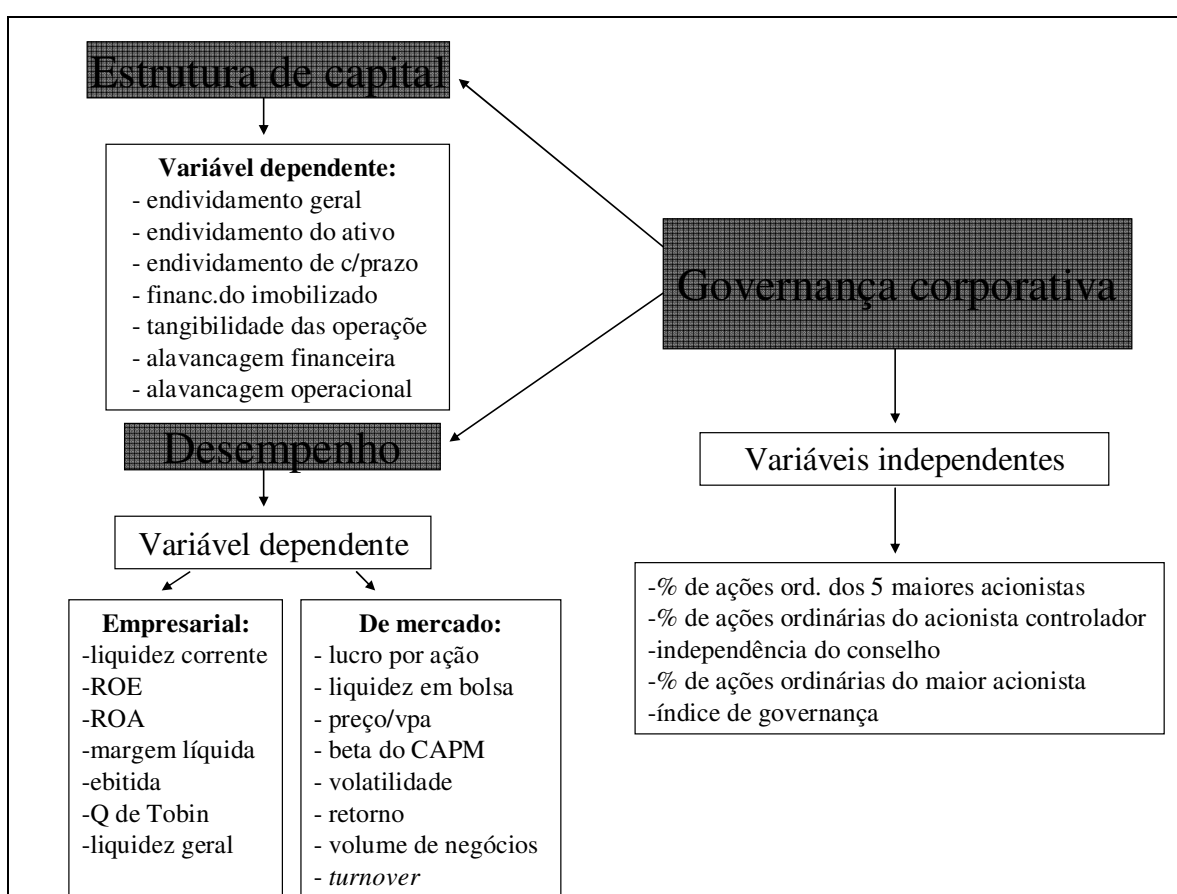 Estrutura de capital
Variável dependente:
- endividamento geral
- endividamento do ativo
- endividamento de c/prazo
- financ.do imobilizado
- tangibilidade das operaçõe
- alavancagem financeira
- alavancagem operacional
Desempenho
Variável dependente
Empresarial:
-liquidez corrente
-ROE
-ROA
-margem líquida
-ebitida
-Q de Tobin
-liquidez geral
De mercado:
- lucro por ação
- liquidez em bolsa
- preço/vpa
- beta do CAPM
- volatilidade
- retorno
- volume de negócios
- turnover
Governança corporativa
Variáveis independentes
-% de ações ord. dos 5 maiores acionistas
-% de ações ordinárias do acionista controlador
-independência do conselho
-% de ações ordinárias do maior acionista
-índice de governança